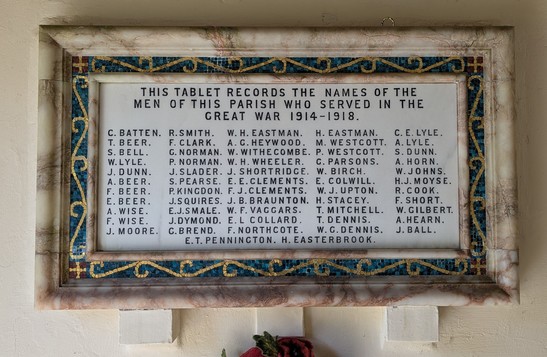 THIS TABLET RECORDS THE NAMES OF THE
MEN OF THIS PARISH WHO SERVED IN THE
GREAT WAR 1914-1918.
C. BATTEN. R. SMITH. W. H. EASTMAN. H. EASTMAN. C. E. LYLE.
T. BEER. F. CLARK. A. G. HEYWOOD. M. WESTCOTT. A. LYLE.
S. BELL. G. NORMAN. W. WITHECOMBE. P. WESTCOTT. S. DUNN.
W. LYLE. P. NORMAN. W. H. WHEELER. G. PARSONS. A. HORN.
J. DUNN. J. SLADER. J. SHORTRIDGE. W. BIRCH. W. JOHNS.
A. BEER. S. PEARSE. E. E. CLEMENTS. E. COLWILL. H. J. MOYSE.
F. BEER. P. KINGDON. F. J. CLEMENTS. W. J. UPTON. R. COOK.
E. BEER. J. SQUIRES. J. B. BRAUNTON. H. STACEY. F. SHORT.
A. WISE. E. J. SMALE. W. F. VAGGARS. T. MITCHELL. W. GILBERT.
F. WISE. J. DYMOND. E. L COLLARD. T. DENNIS. A. HEARN.
J. MOORE. G. BREND. F. NORTHCOTE. W. G. DENNIS. J. BALL.
E. T. PENNINGTON. H. EASTERBROOK.